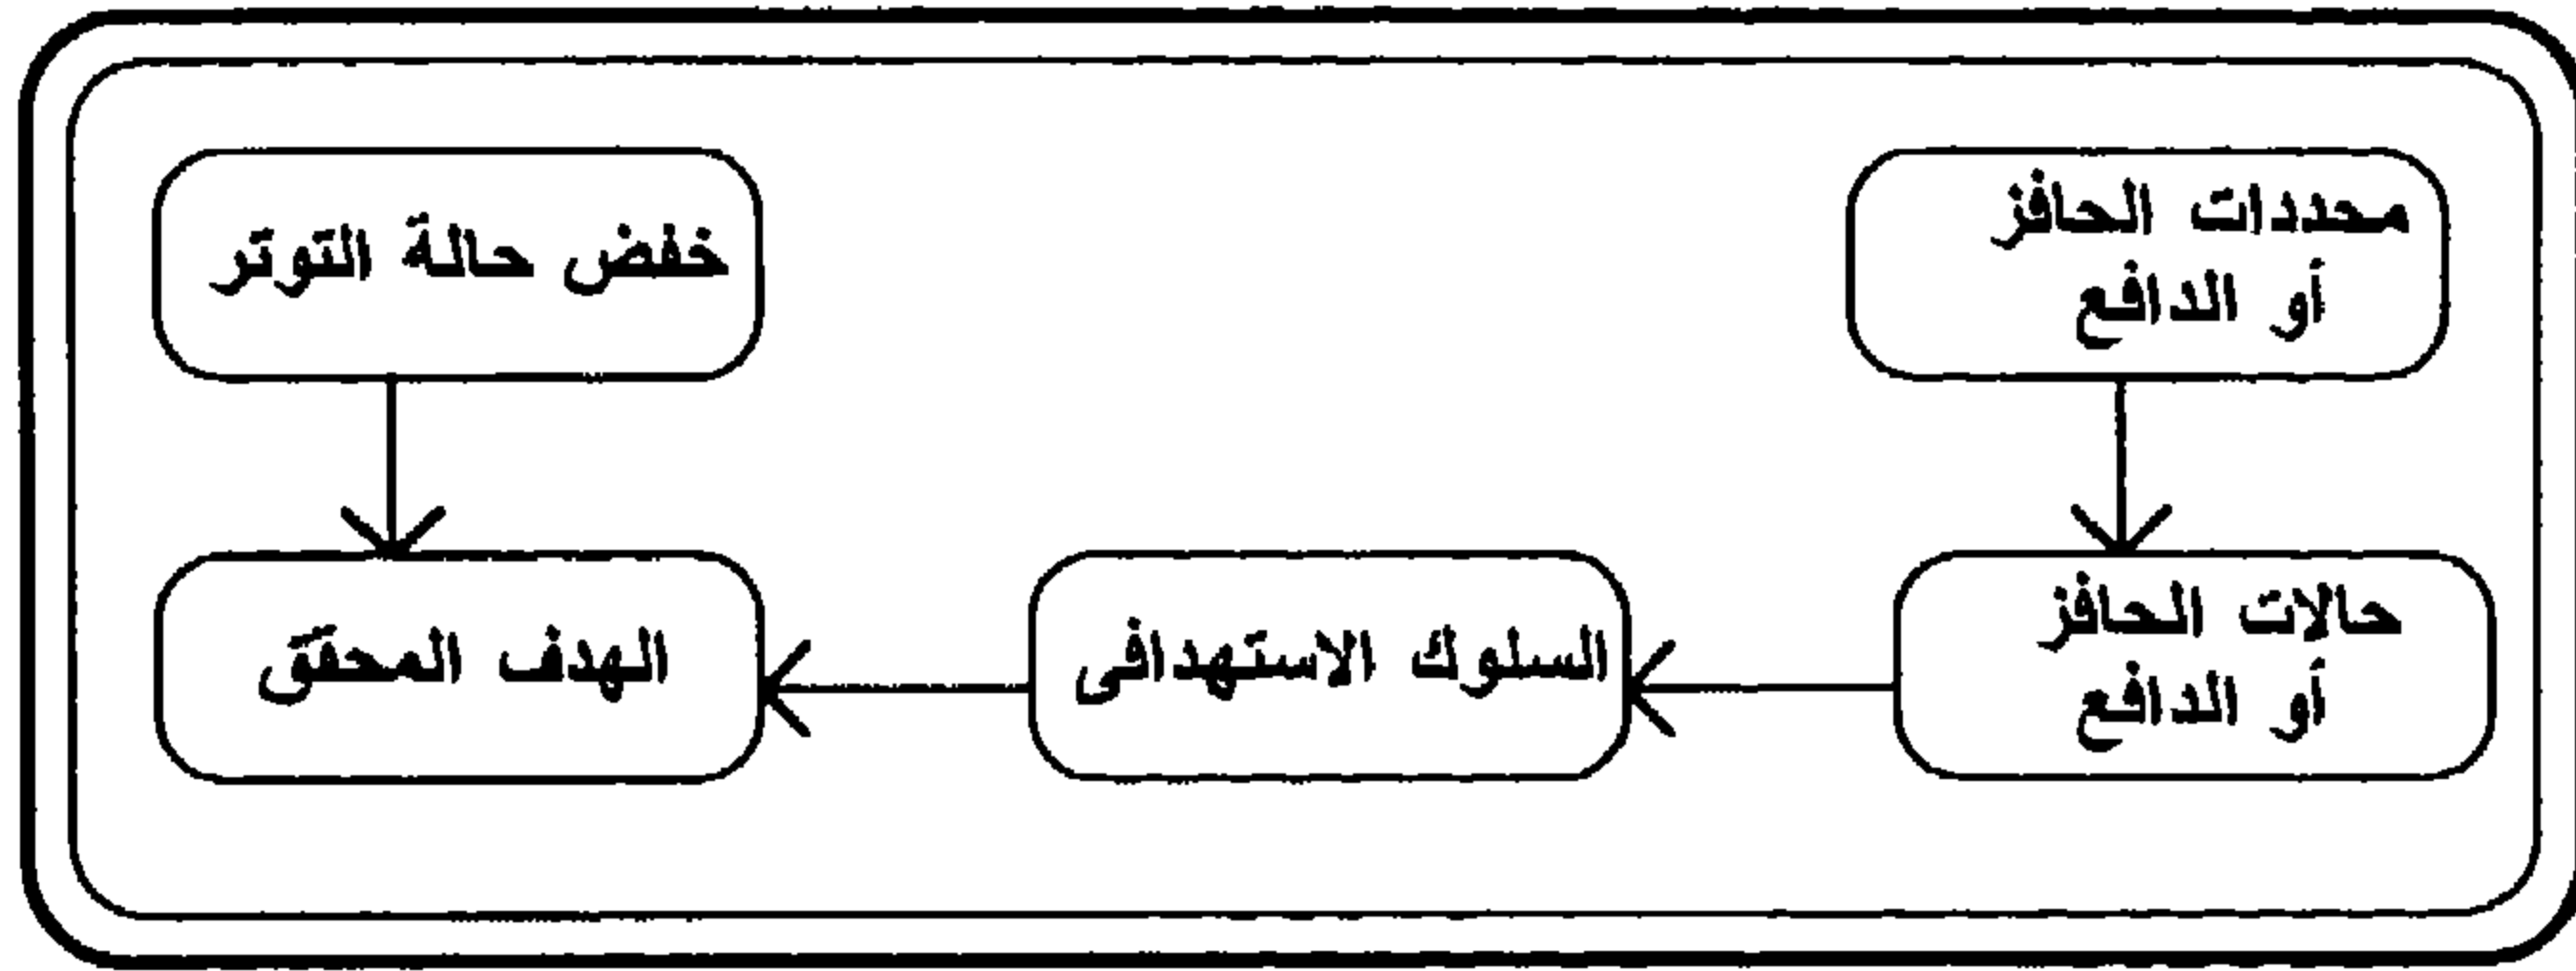 محددات الحافز
أو الدافع
خفض حالة التوتر
حالات الحافز
أو الدافع
السلوك الاستهدافى
الهدف المحقق